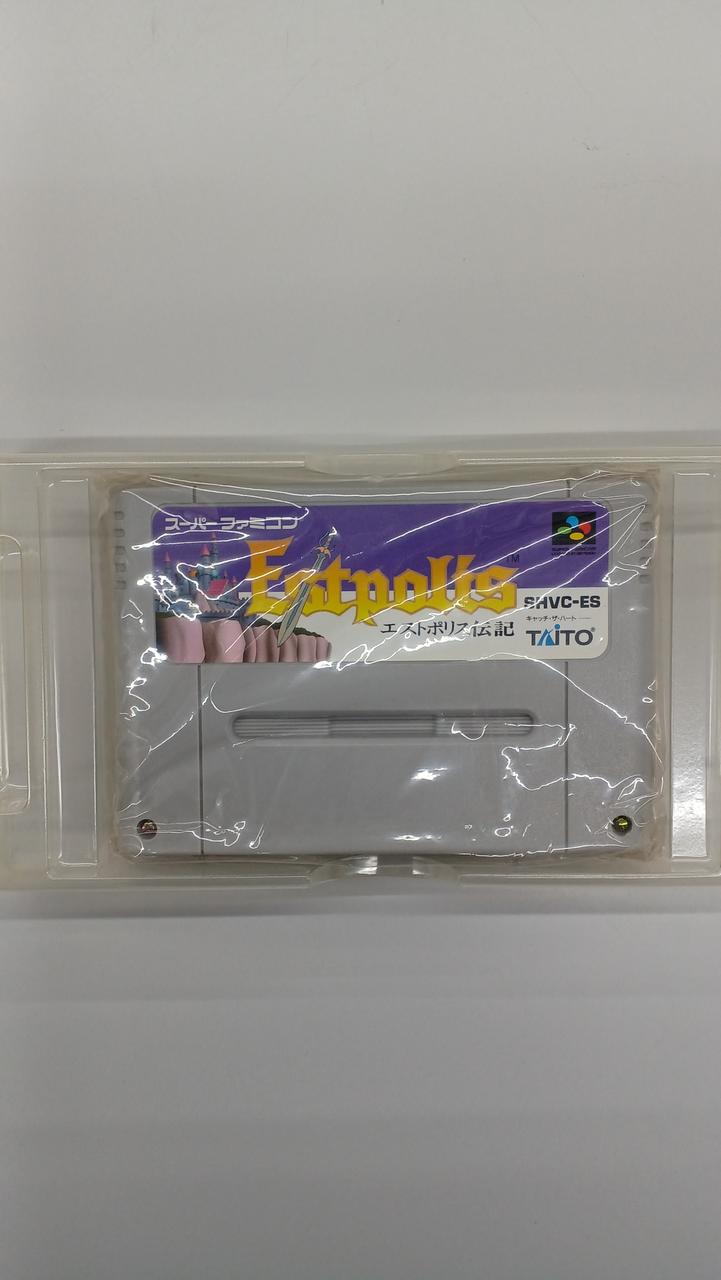 スーパーファミコン
Estpolis™
エストポリス伝記
SHVC-ES
キャッチ・ザ・ハート
TAITO®